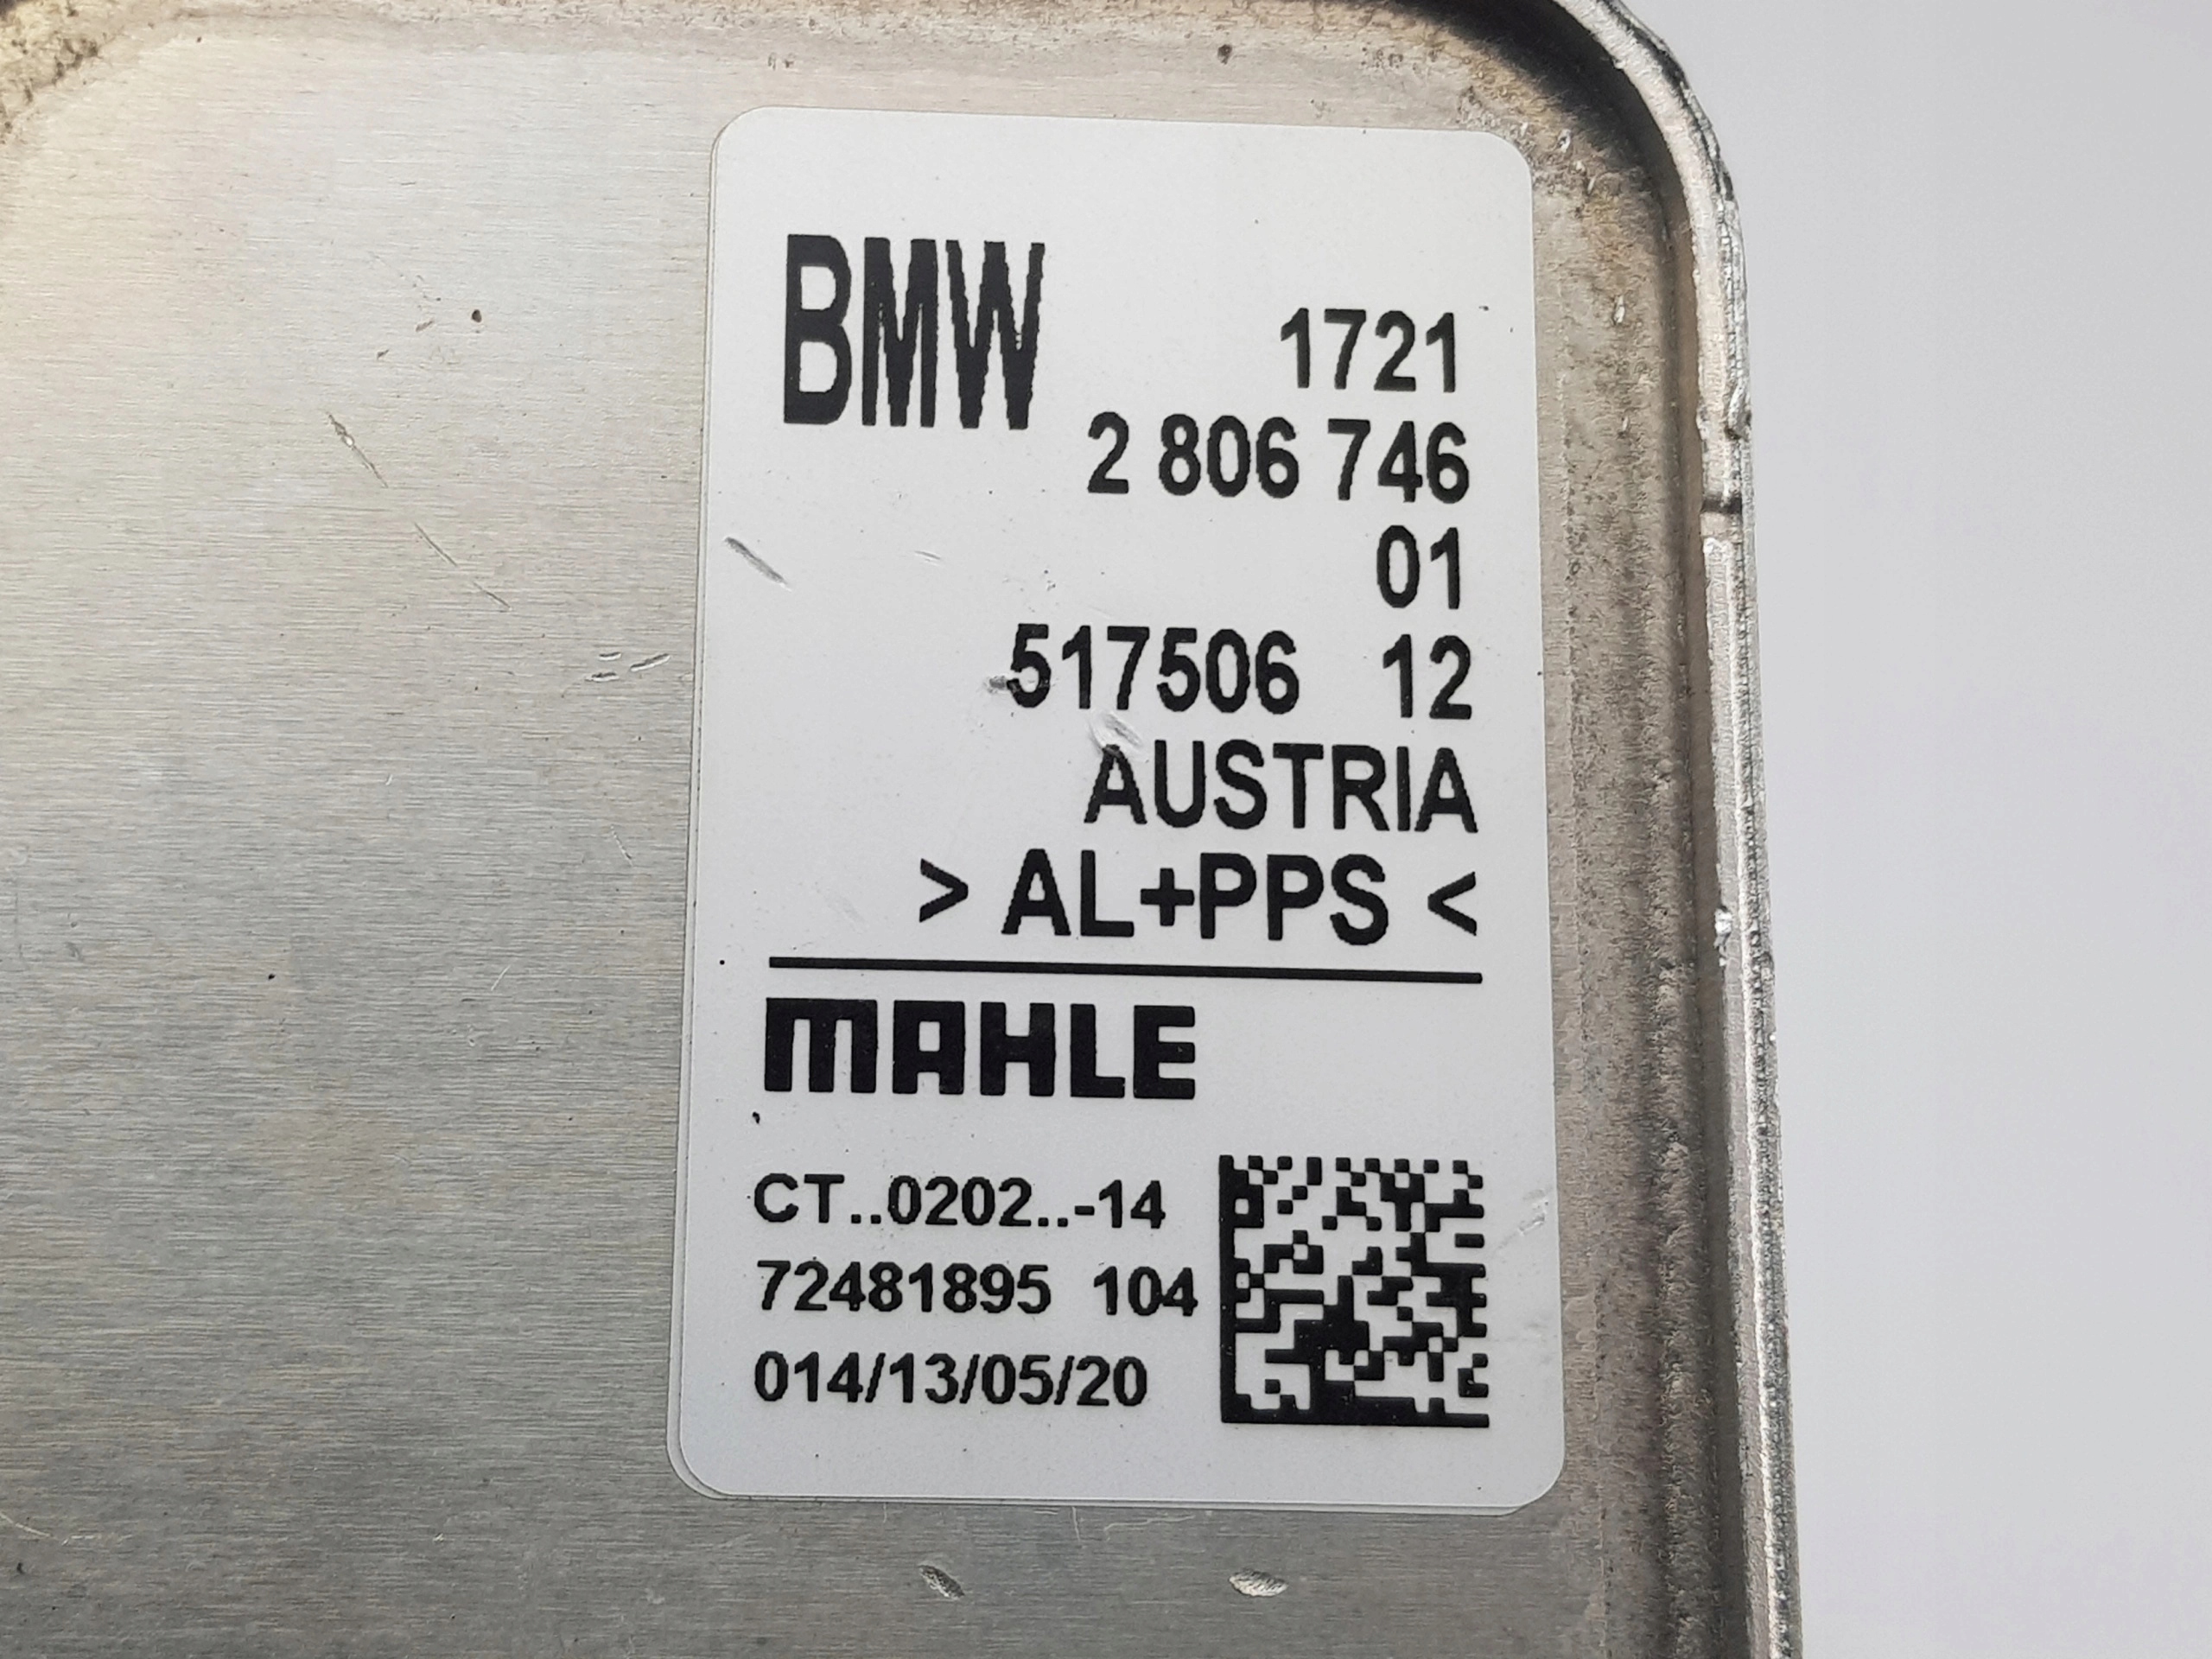 BMW
1721
2 806 746
01
517506 12
AUSTRIA
> AL+PPS <
MAHLE
CT..0202..-14
72481895 104
014/13/05/20